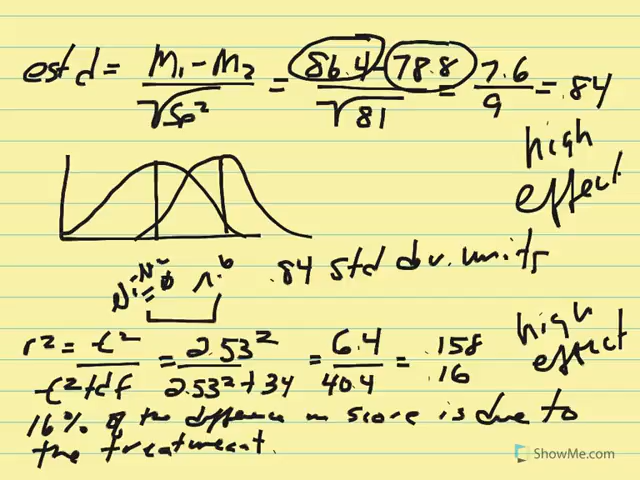 est d = M₁ - M₂ / √Sp² = 86.4 - 78.8 / √81 = 7.6 / 9 = .84
high
effect
.84 std dev. units
r² = t² / t² + df = 2.53² / 2.53² + 34 = 6.4 / 40.4 = .158
.16
high
effect
16% of the difference in score is due to
the treatment.
ShowMe.com